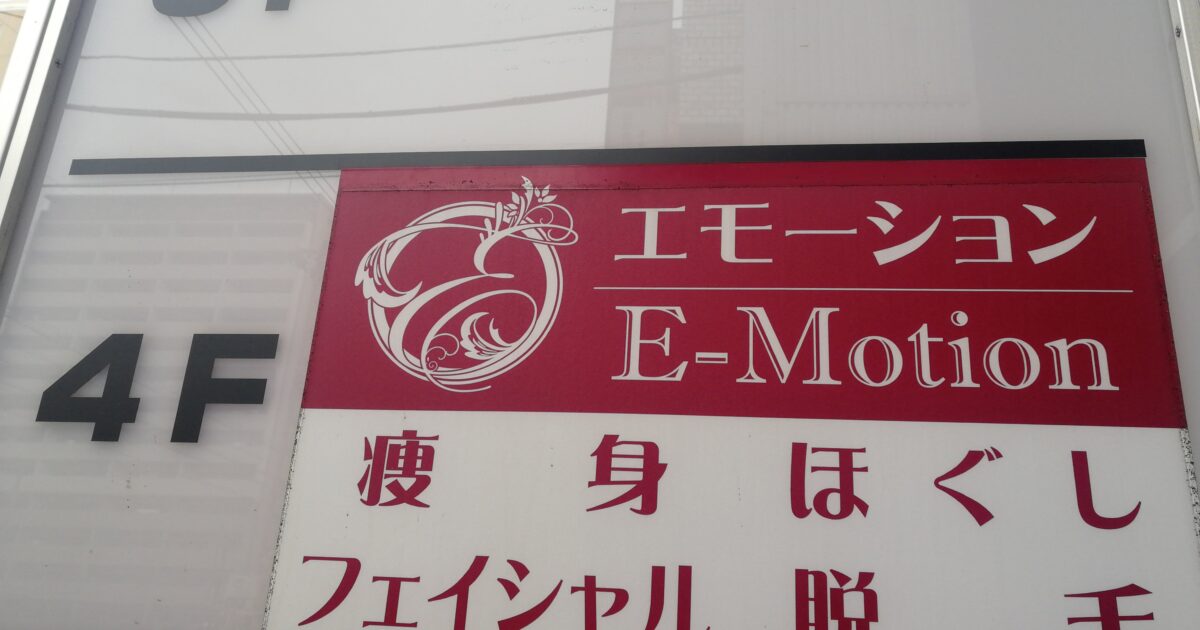 エモーション
E-Motion
4F
痩身 ほぐし
フェイシャル 脱毛